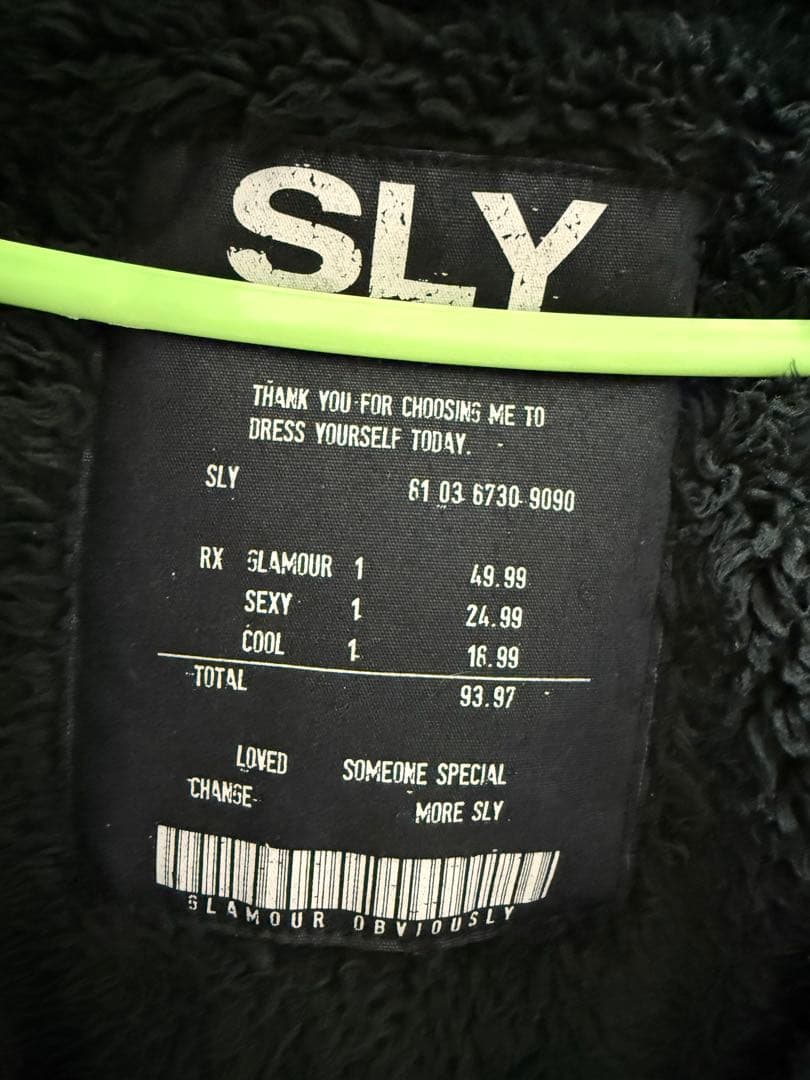 SLY
THANK YOU FOR CHOOSING ME TO
DRESS YOURSELF TODAY.
SLY 61 03 6730-9090
RX GLAMOUR 1 49.99
SEXY 1 24.99
COOL 1 18.99
TOTAL 93.97
LOVED SOMEONE SPECIAL
CHANGE MORE SLY
GLAMOUR OBVIOUSLY